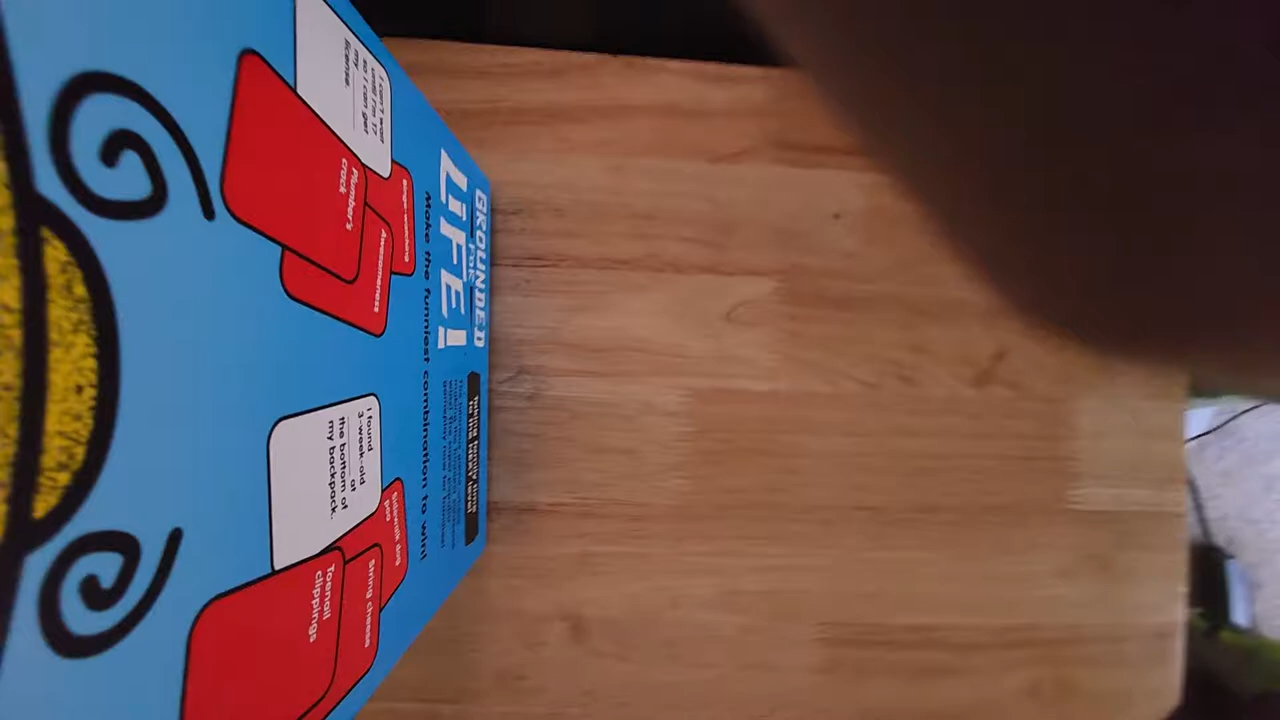 GROUNDED
FOR
LiFE!
Make the funniest combination to win!
I can't wait
until I'm 17
so I can get
my
license.
Plumber's
crack
Awesomeness
I found
3-week-old
at
the bottom of
my backpack.
Sidewalk dog
poo
String cheese
Toenail
clippings